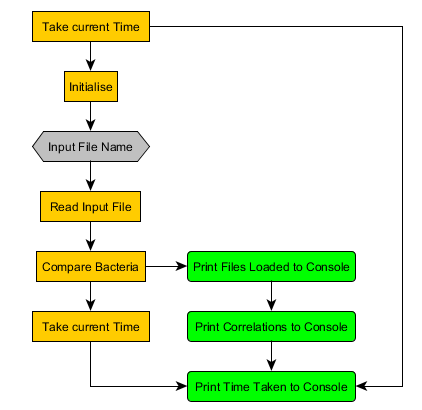 Take current Time
Initialise
Input File Name
Read Input File
Compare Bacteria
Print Files Loaded to Console
Take current Time
Print Correlations to Console
Print Time Taken to Console